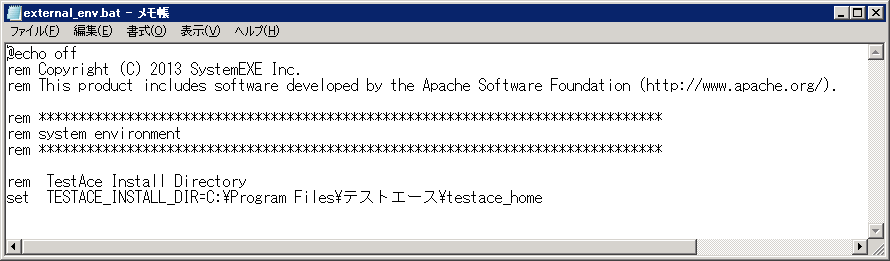 external_env.bat - メモ帳
ファイル(F) 編集(E) 書式(O) 表示(V) ヘルプ(H)
@echo off
rem Copyright (C) 2013 SystemEXE Inc.
rem This product includes software developed by the Apache Software Foundation (http://www.apache.org/).
rem ***************************************************************************
rem system environment
rem ***************************************************************************
rem  TestAce Install Directory
set  TESTACE_INSTALL_DIR=C:¥Program Files¥テストエース¥testace_home